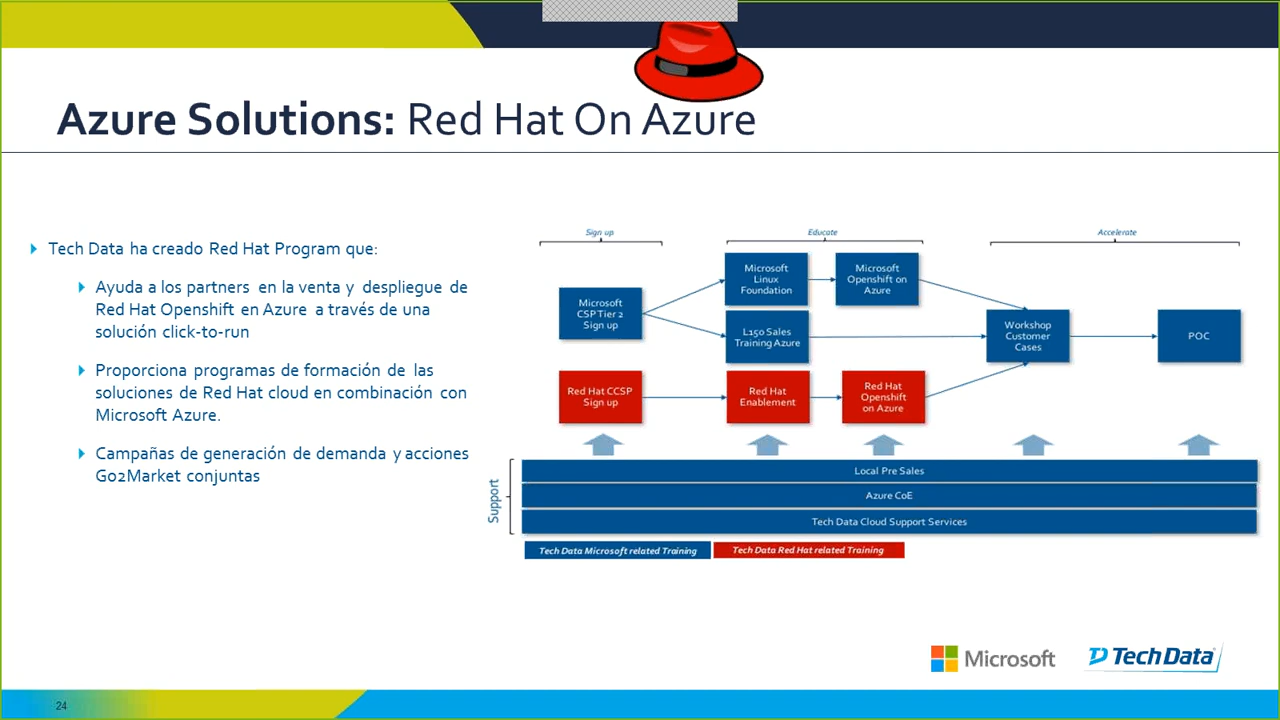 Azure Solutions: Red Hat On Azure
Tech Data ha creado Red Hat Program que:
Ayuda a los partners en la venta y despliegue de
Red Hat Openshift en Azure a través de una
solución click-to-run
Proporciona programas de formación de las
soluciones de Red Hat cloud en combinación con
Microsoft Azure.
Campañas de generación de demanda y acciones
Go2Market conjuntas
Sign up
Educate
Accelerate
Microsoft
CSP Tier 2
Sign up
Microsoft
Linux
Foundation
Microsoft
Openshift on
Azure
L150 Sales
Training Azure
Workshop
Customer
Cases
POC
Red Hat CCSP
Sign up
Red Hat
Enablement
Red Hat
Openshift
on Azure
Support
Local Pre Sales
Azure CoE
Tech Data Cloud Support Services
Tech Data Microsoft related Training
Tech Data Red Hat related Training
Microsoft
Tech Data
24